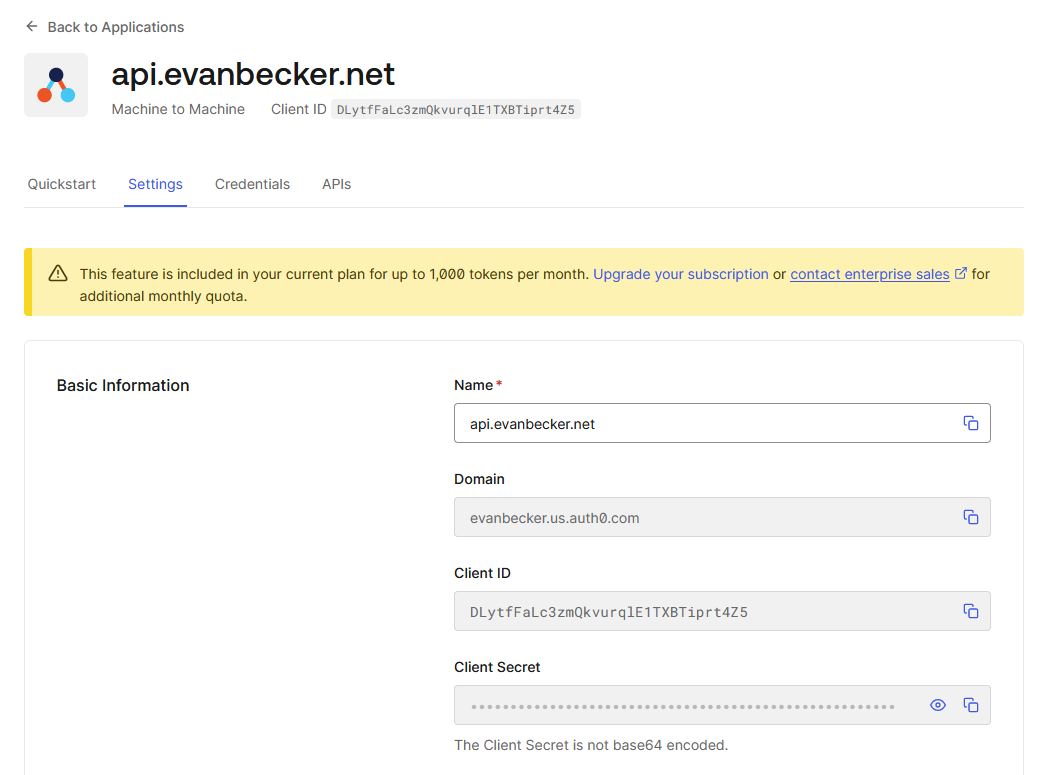 Back to Applications
api.evanbecker.net
Machine to Machine Client ID DLytfFaLc3zmQkvurqlE1TXBTiprt4Z5
Quickstart Settings Credentials APIs
This feature is included in your current plan for up to 1,000 tokens per month. Upgrade your subscription or contact enterprise sales for
additional monthly quota.
Basic Information
Name*
api.evanbecker.net
Domain
evanbecker.us.auth0.com
Client ID
DLytfFaLc3zmQkvurqlE1TXBTiprt4Z5
Client Secret
The Client Secret is not base64 encoded.